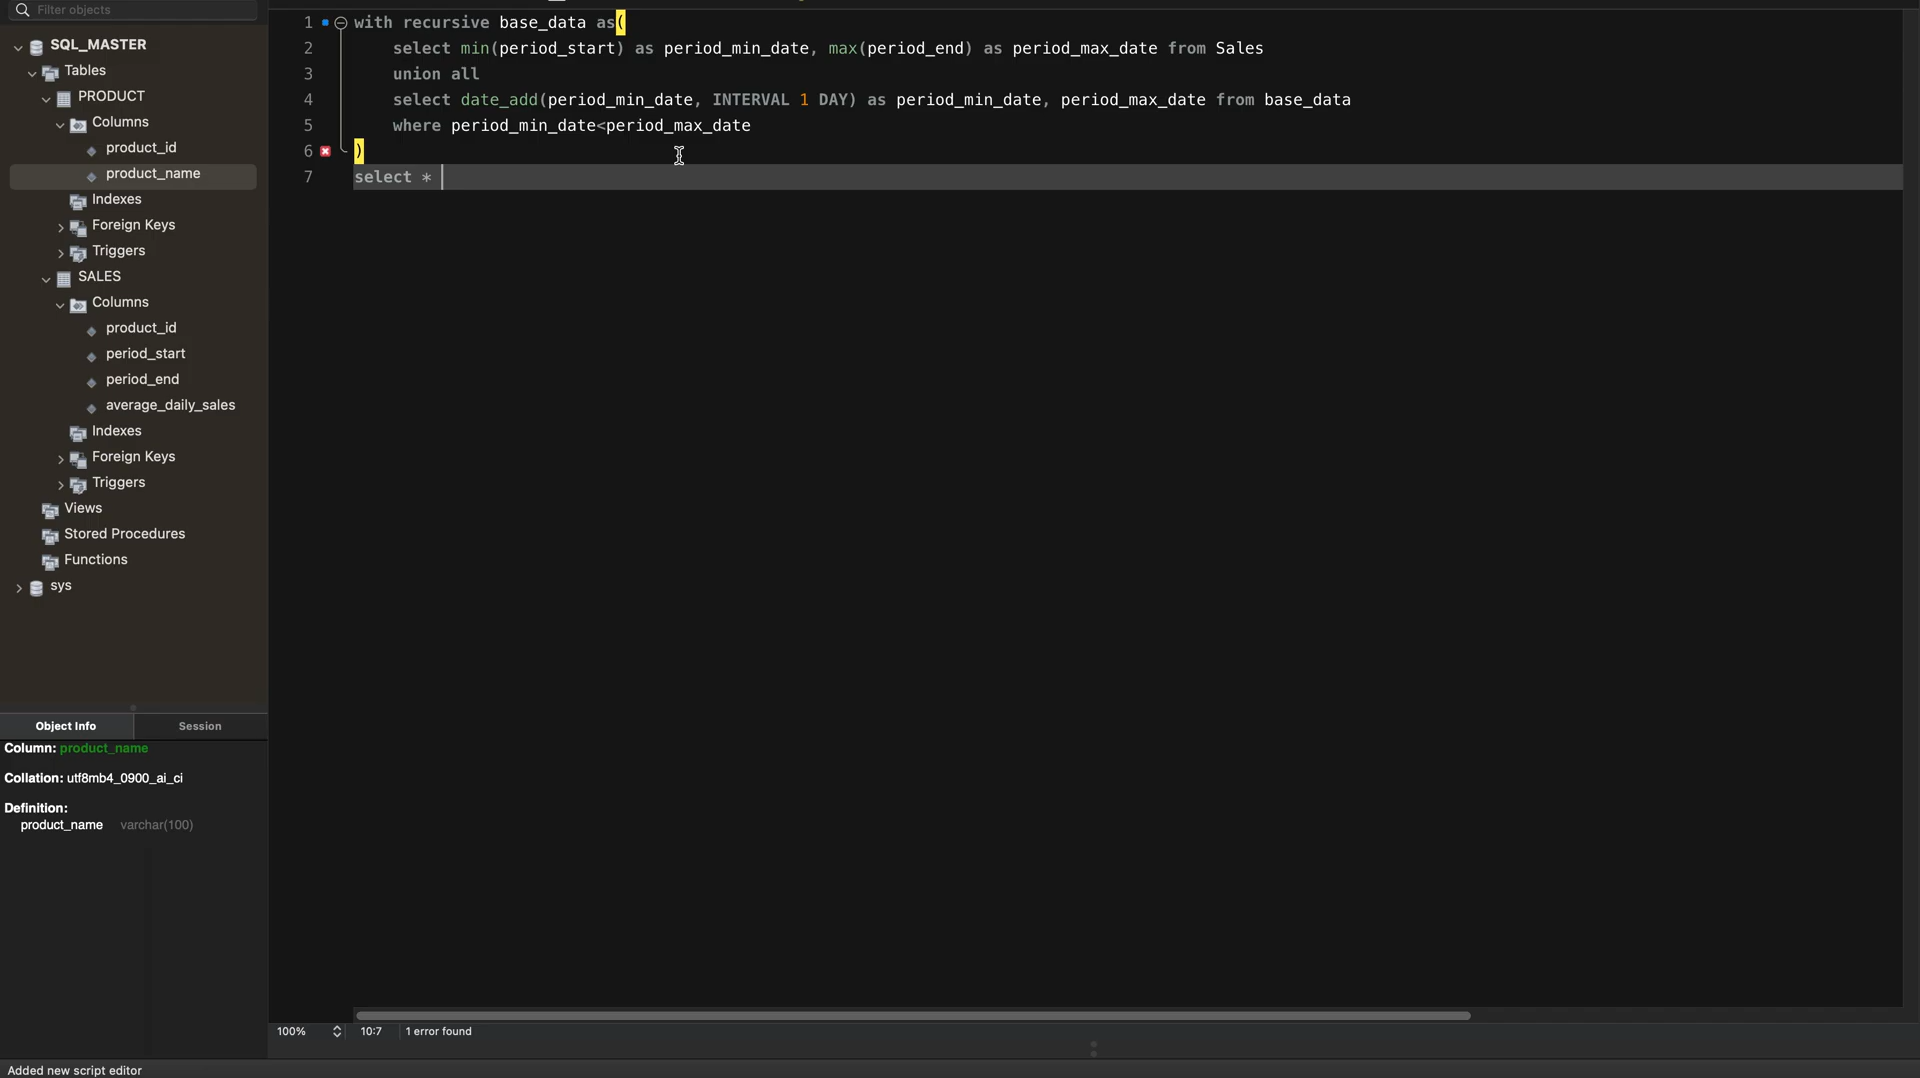 Filter objects
SQL_MASTER
Tables
PRODUCT
Columns
product_id
product_name
Indexes
Foreign Keys
Triggers
SALES
Columns
product_id
period_start
period_end
average_daily_sales
Indexes
Foreign Keys
Triggers
Views
Stored Procedures
Functions
sys
Object Info Session
Column: product_name
Collation: utf8mb4_0900_ai_ci
Definition:
product_name varchar(100)
1 with recursive base_data as(
2 select min(period_start) as period_min_date, max(period_end) as period_max_date from Sales
3 union all
4 select date_add(period_min_date, INTERVAL 1 DAY) as period_min_date, period_max_date from base_data
5 where period_min_date<period_max_date
6 )
7 select *
100% 10:7 1 error found
Added new script editor